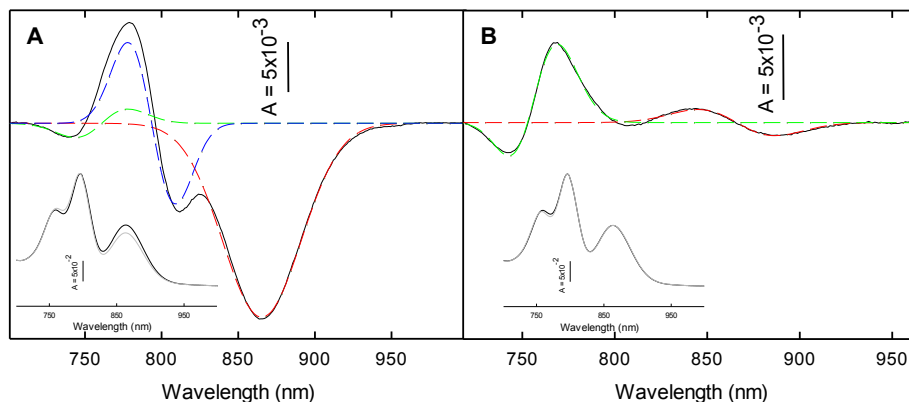 A
A = 5x10-3
A = 5x10-2
750 850 950
Wavelength (nm)
750 800 850 900 950
Wavelength (nm)
B
A = 5x10-3
A = 5x10-2
750 850 950
Wavelength (nm)
750 800 850 900 950
Wavelength (nm)